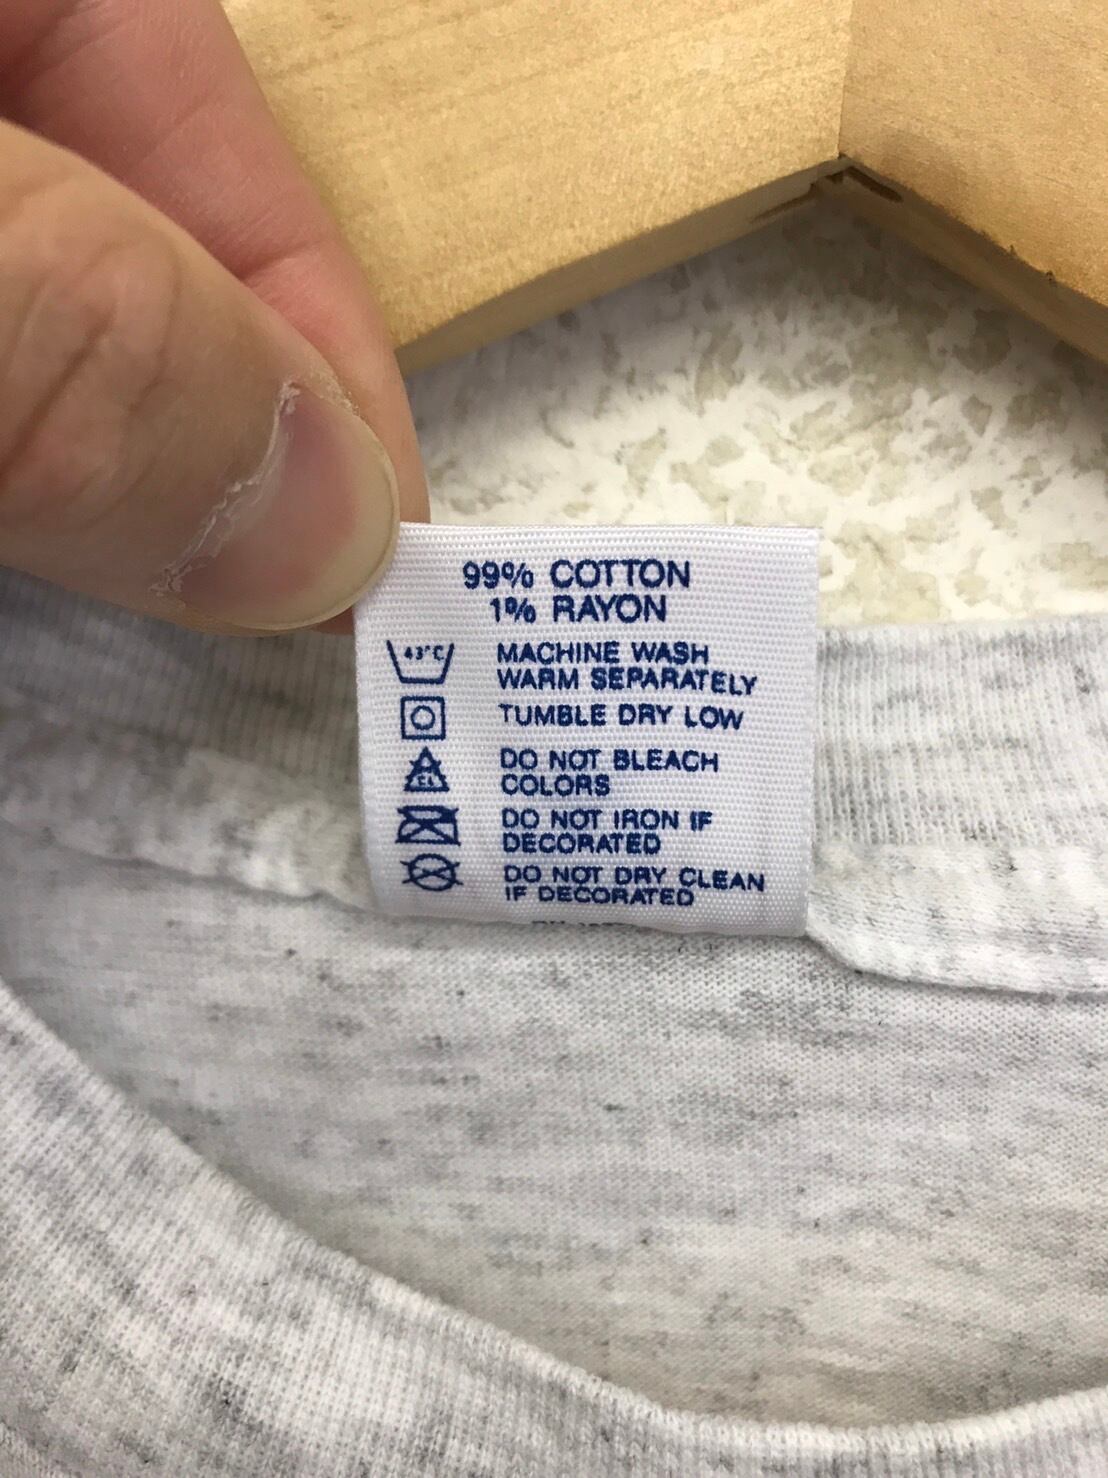 99% COTTON
1% RAYON
43°C
MACHINE WASH
WARM SEPARATELY
TUMBLE DRY LOW
CL
DO NOT BLEACH
COLORS
DO NOT IRON IF
DECORATED
DO NOT DRY CLEAN
IF DECORATED